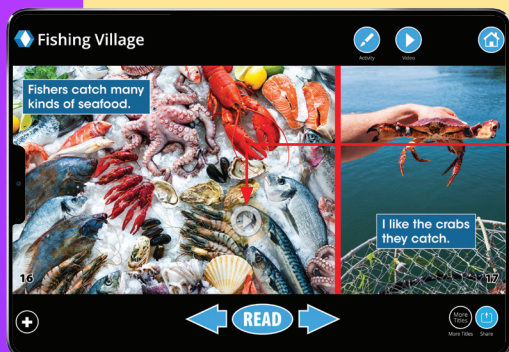 Fishing Village
Activity
Video
Fishers catch many
kinds of seafood.
I like the crabs
they catch.
16
17
READ
More
Titles
More Titles
Share